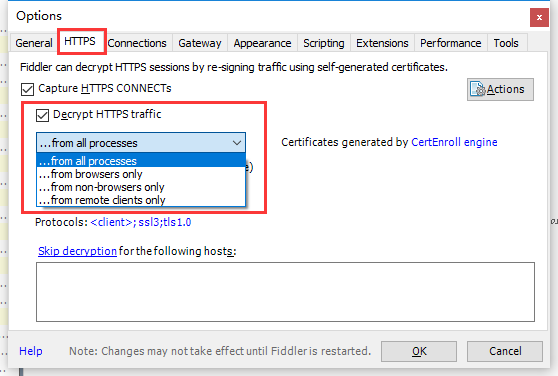 Options
x
General HTTPS Connections Gateway Appearance Scripting Extensions Performance Tools
Fiddler can decrypt HTTPS sessions by re-signing traffic using self-generated certificates.
Capture HTTPS CONNECTs
Actions
Decrypt HTTPS traffic
...from all processes
Certificates generated by CertEnroll engine
...from all processes
...from browsers only
...from non-browsers only
...from remote clients only
Protocols: <client>;ssl3;tls1.0
Skip decryption for the following hosts:
Help
Note: Changes may not take effect until Fiddler is restarted.
OK
Cancel